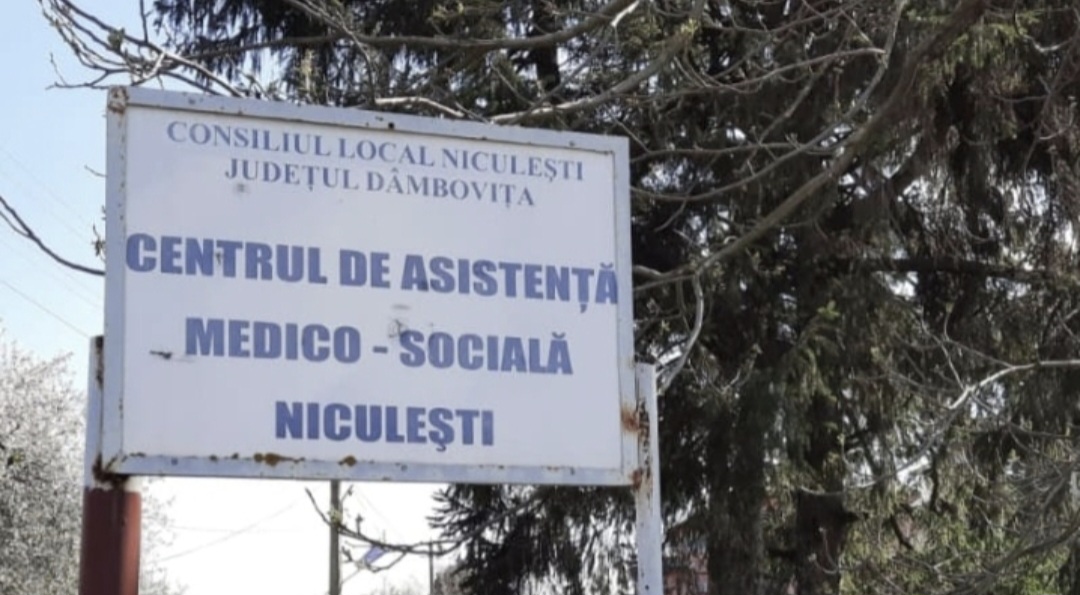 CONSILIUL LOCAL NICULEȘTI
JUDEȚUL DÂMBOVIȚA
CENTRUL DE ASISTENȚĂ
MEDICO - SOCIALĂ
NICULEŞTI